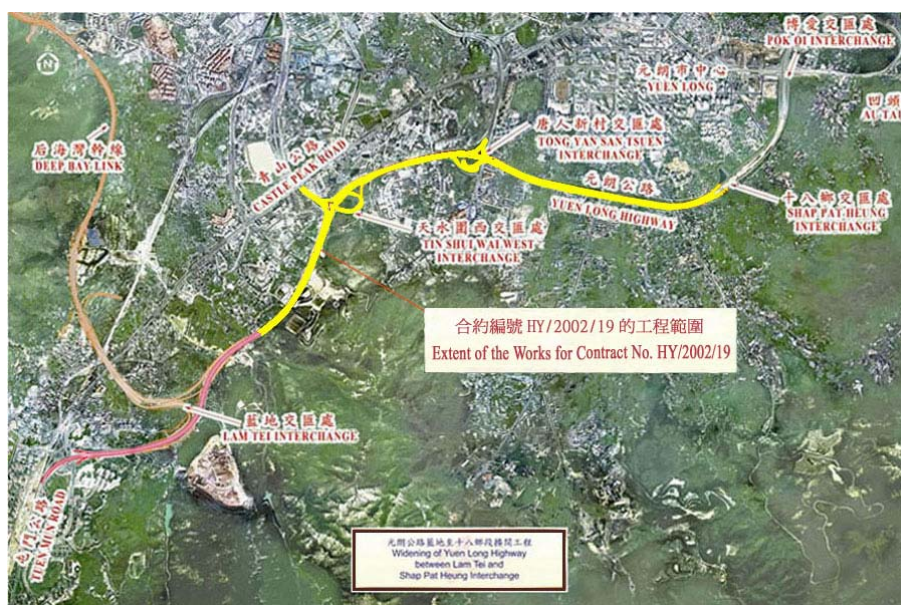 博愛交匯處
POK OI INTERCHANGE
元朗市中心
YUEN LONG
凹頭
AU TAU
N
后海灣幹線
DEEP BAY LINK
青山公路
CASTLE PEAK ROAD
唐人新村交匯處
TONG YAN SAN TSUEN
INTERCHANGE
元朗公路
YUEN LONG HIGHWAY
十八鄉交匯處
SHAP PAT HEUNG
INTERCHANGE
天水圍西交匯處
TIN SHUI WAI WEST
INTERCHANGE
合約編號 HY/2002/19 的工程範圍
Extent of the Works for Contract No. HY/2002/19
藍地交匯處
LAM TEI INTERCHANGE
屯門公路
TUEN MUN ROAD
元朗公路藍地至十八鄉段擴闊工程
Widening of Yuen Long Highway
between Lam Tei and
Shap Pat Heung Interchange